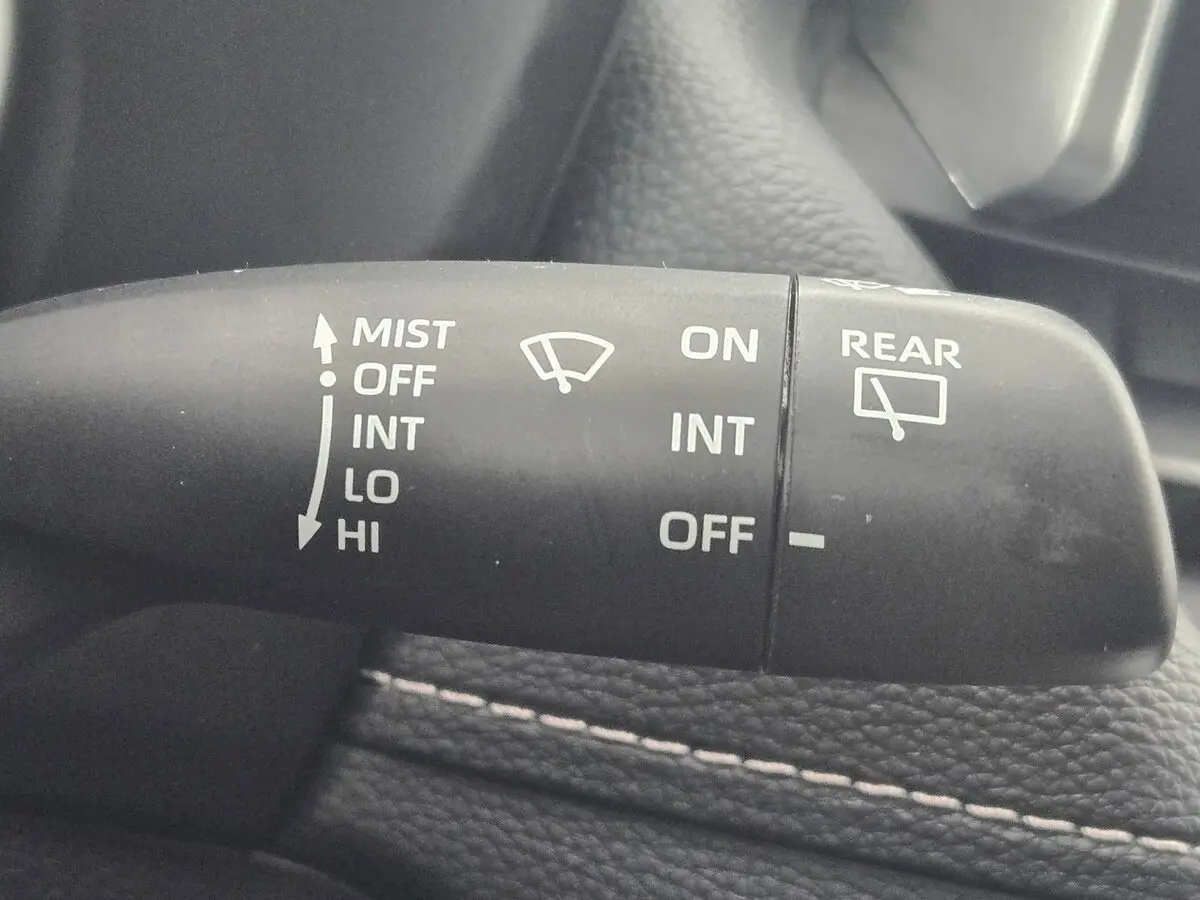 MIST
OFF
INT
LO
HI
ON
INT
OFF
REAR